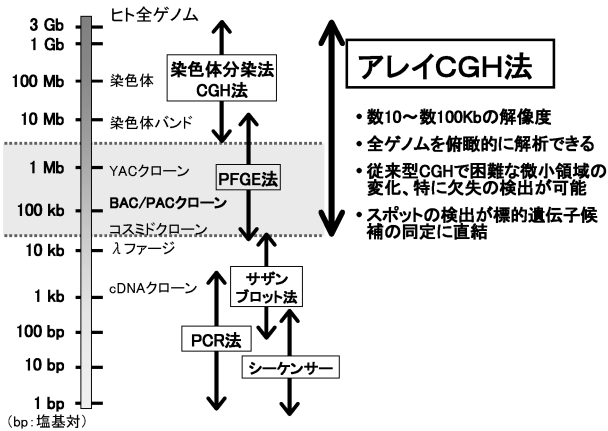 3 Gb
1 Gb
100 Mb
10 Mb
1 Mb
100 kb
10 kb
1 kb
100 bp
10 bp
1 bp
(bp:塩基対)
ヒト全ゲノム
染色体
染色体バンド
YACクローン
BAC/PACクローン
コスミドクローン
λファージ
cDNAクローン
染色体分染法
CGH法
PFGE法
サザン
ブロット法
PCR法
シーケンサー
アレイCGH法
・数10～数100Kbの解像度
・全ゲノムを俯瞰的に解析できる
・従来型CGHで困難な微小領域の
変化、特に欠失の検出が可能
・スポットの検出が標的遺伝子候
補の同定に直結